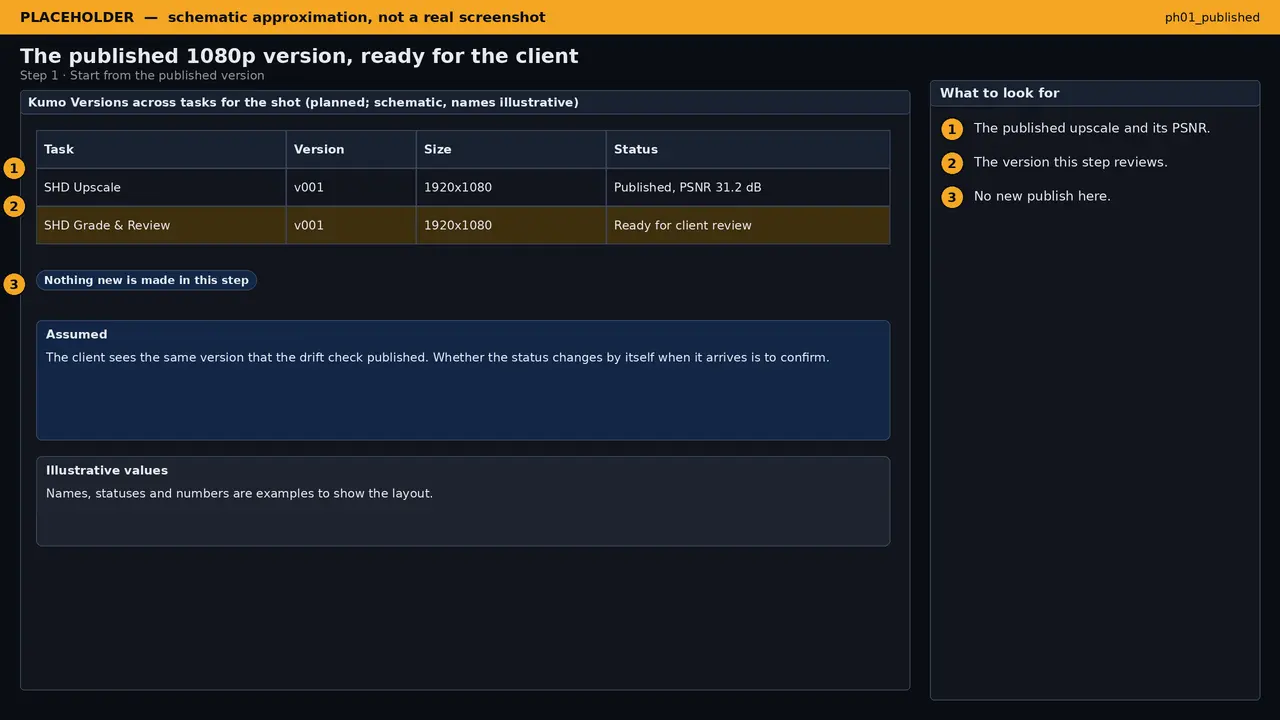 PLACEHOLDER — schematic approximation, not a real screenshot
ph01_published
The published 1080p version, ready for the client
Step 1 · Start from the published version
Kumo Versions across tasks for the shot (planned; schematic, names illustrative)
Task Version Size Status
1
SHD Upscale v001 1920x1080 Published, PSNR 31.2 dB
2
SHD Grade & Review v001 1920x1080 Ready for client review
3 Nothing new is made in this step
Assumed
The client sees the same version that the drift check published. Whether the status changes by itself when it arrives is to confirm.
Illustrative values
Names, statuses and numbers are examples to show the layout.
What to look for
1 The published upscale and its PSNR.
2 The version this step reviews.
3 No new publish here.